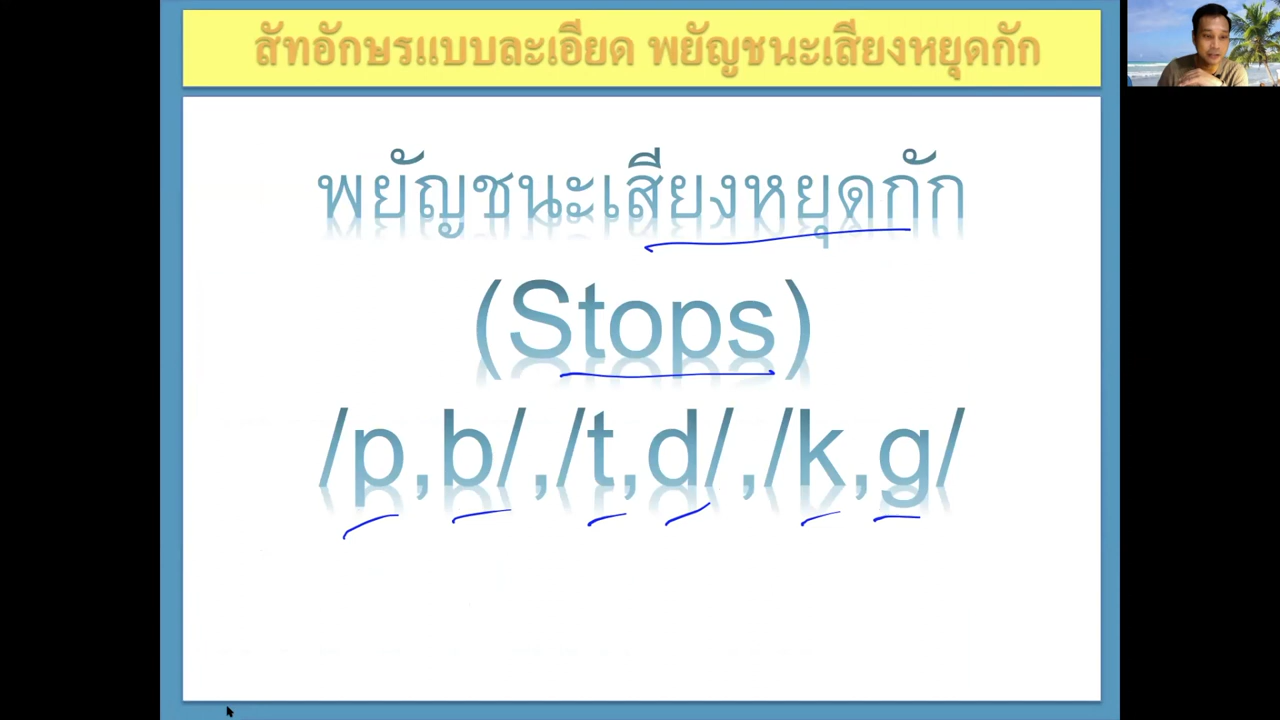 สัทอักษรแบบละเอียด พยัญชนะเสียงหยุดกัก
พยัญชนะเสียงหยุดกัก
(Stops)
/p,b/,/t,d/,/k,g/